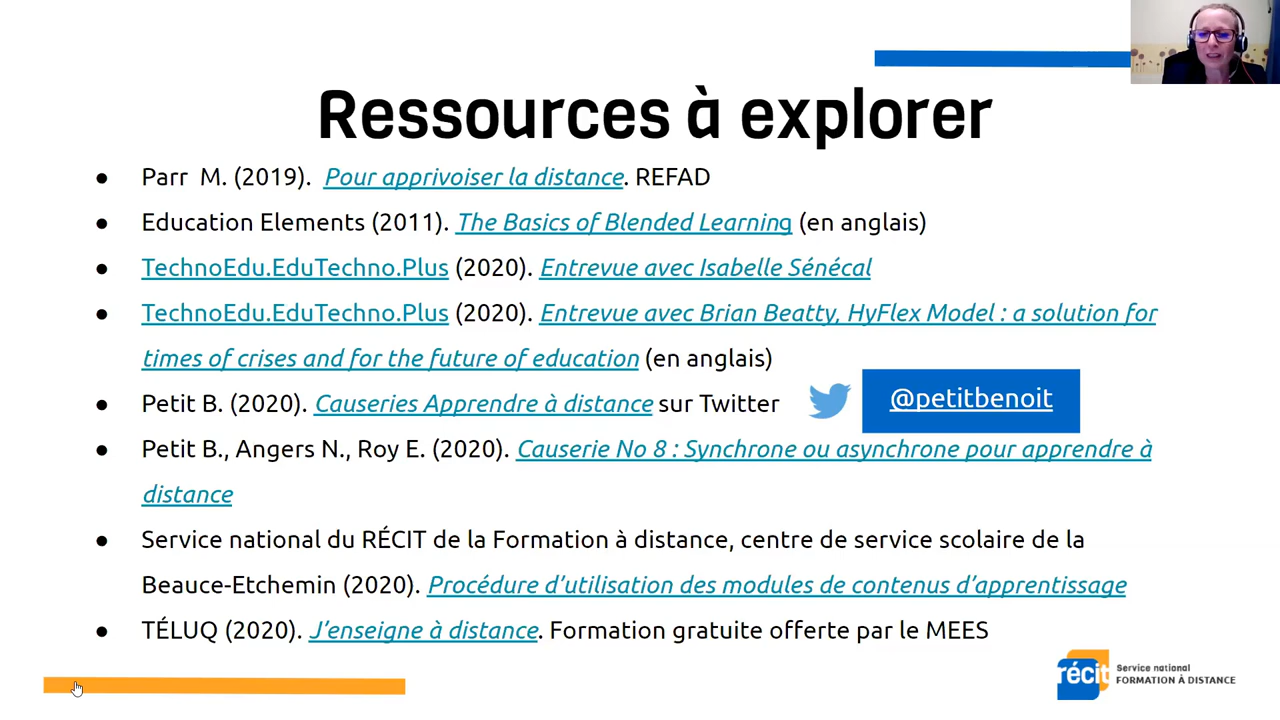 Ressources à explorer
● Parr M. (2019). Pour apprivoiser la distance. REFAD
● Education Elements (2011). The Basics of Blended Learning (en anglais)
● TechnoEdu.EduTechno.Plus (2020). Entrevue avec Isabelle Sénécal
● TechnoEdu.EduTechno.Plus (2020). Entrevue avec Brian Beatty, HyFlex Model : a solution for
times of crises and for the future of education (en anglais)
● Petit B. (2020). Causeries Apprendre à distance sur Twitter
@petitbenoit
● Petit B., Angers N., Roy E. (2020). Causerie No 8 : Synchrone ou asynchrone pour apprendre à
distance
● Service national du RÉCIT de la Formation à distance, centre de service scolaire de la
Beauce-Etchemin (2020). Procédure d’utilisation des modules de contenus d’apprentissage
● TÉLUQ (2020). J’enseigne à distance. Formation gratuite offerte par le MEES
récit
Service national
FORMATION À DISTANCE